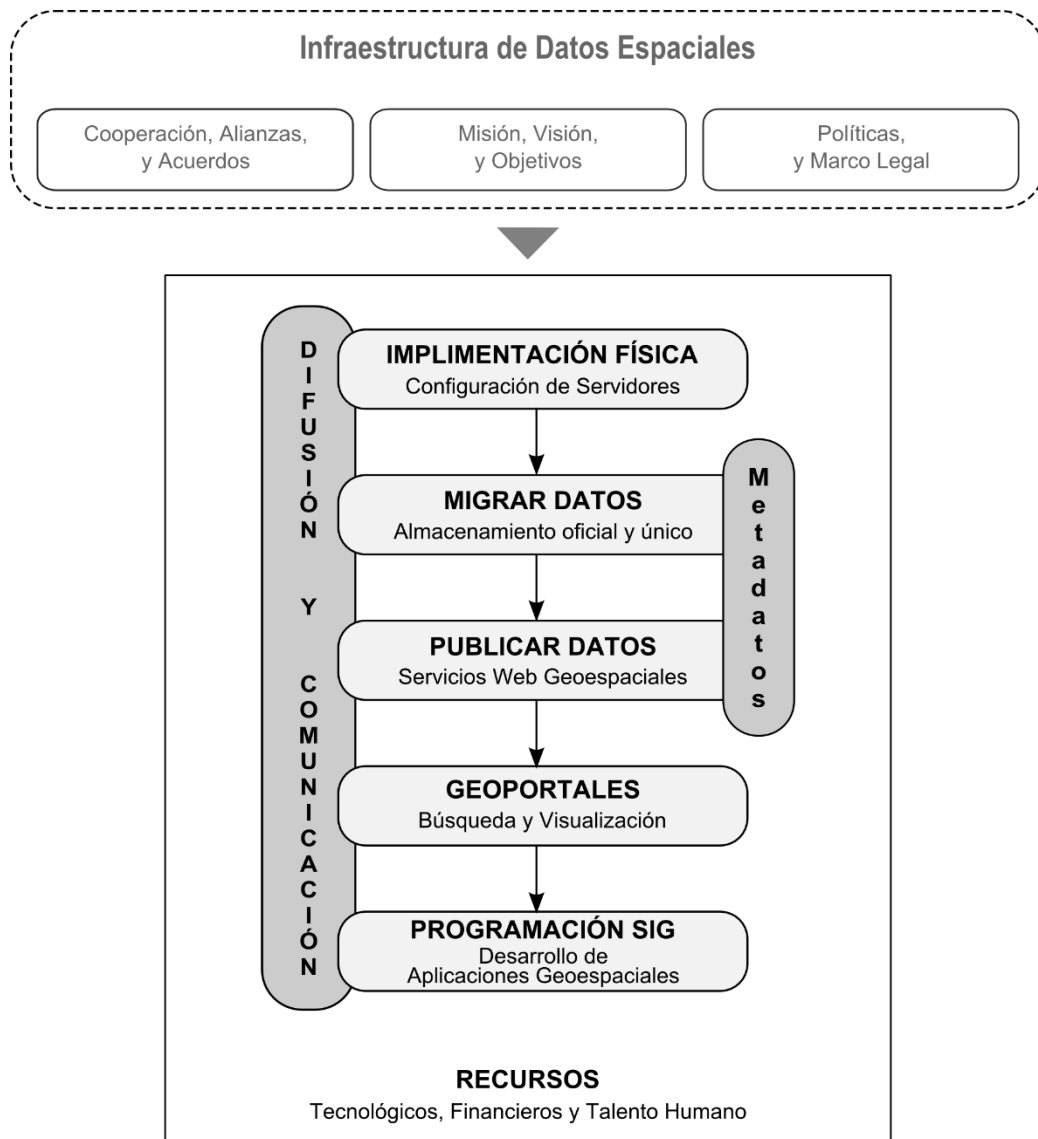 Infraestructura de Datos Espaciales
Cooperación, Alianzas,
y Acuerdos
Misión, Visión,
y Objetivos
Políticas,
y Marco Legal
DIFUSIÓN Y COMUNICACIÓN
IMPLIMENTACIÓN FÍSICA
Configuración de Servidores
MIGRAR DATOS
Almacenamiento oficial y único
Metadatos
PUBLICAR DATOS
Servicios Web Geoespaciales
GEOPORTALES
Búsqueda y Visualización
PROGRAMACIÓN SIG
Desarrollo de
Aplicaciones Geoespaciales
RECURSOS
Tecnológicos, Financieros y Talento Humano